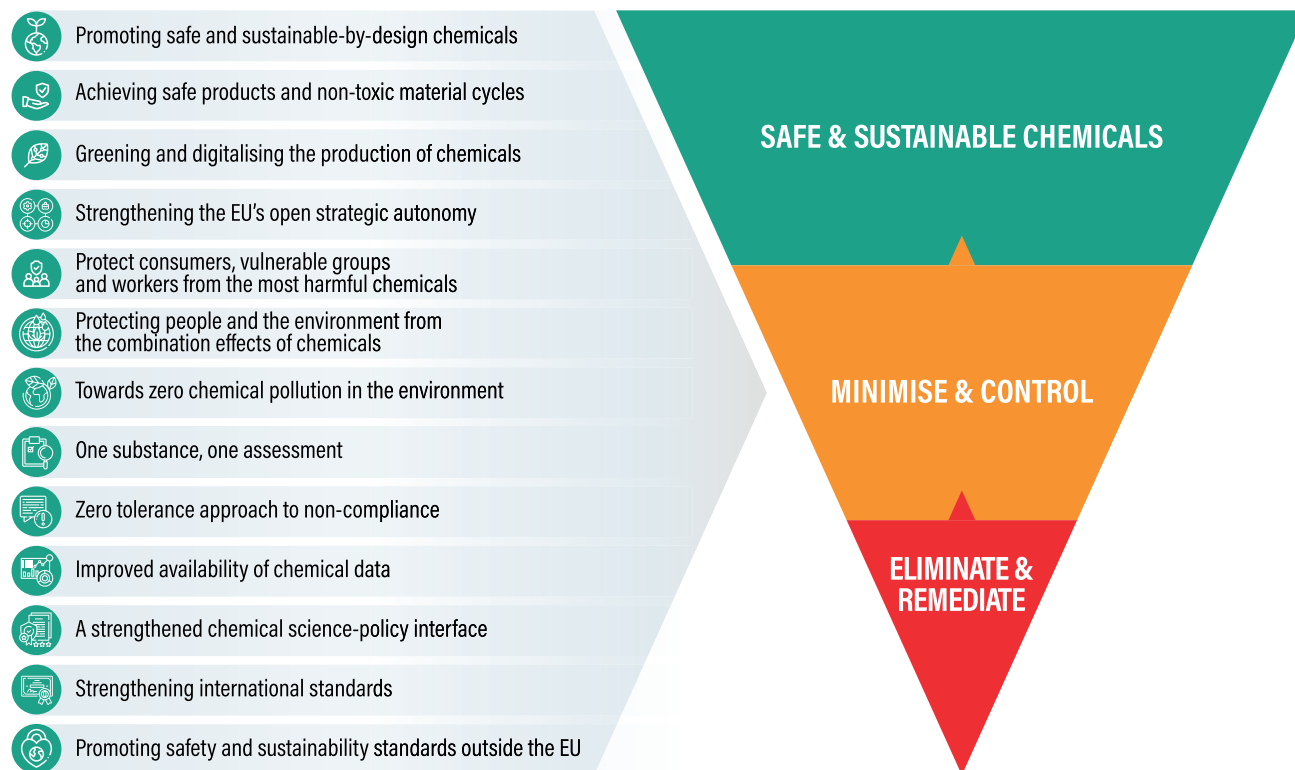 Promoting safe and sustainable-by-design chemicals
Achieving safe products and non-toxic material cycles
Greening and digitalising the production of chemicals
Strengthening the EU's open strategic autonomy
Protect consumers, vulnerable groups
and workers from the most harmful chemicals
Protecting people and the environment from
the combination effects of chemicals
Towards zero chemical pollution in the environment
One substance, one assessment
Zero tolerance approach to non-compliance
Improved availability of chemical data
A strengthened chemical science-policy interface
Strengthening international standards
Promoting safety and sustainability standards outside the EU
SAFE & SUSTAINABLE CHEMICALS
MINIMISE & CONTROL
ELIMINATE &
REMEDIATE